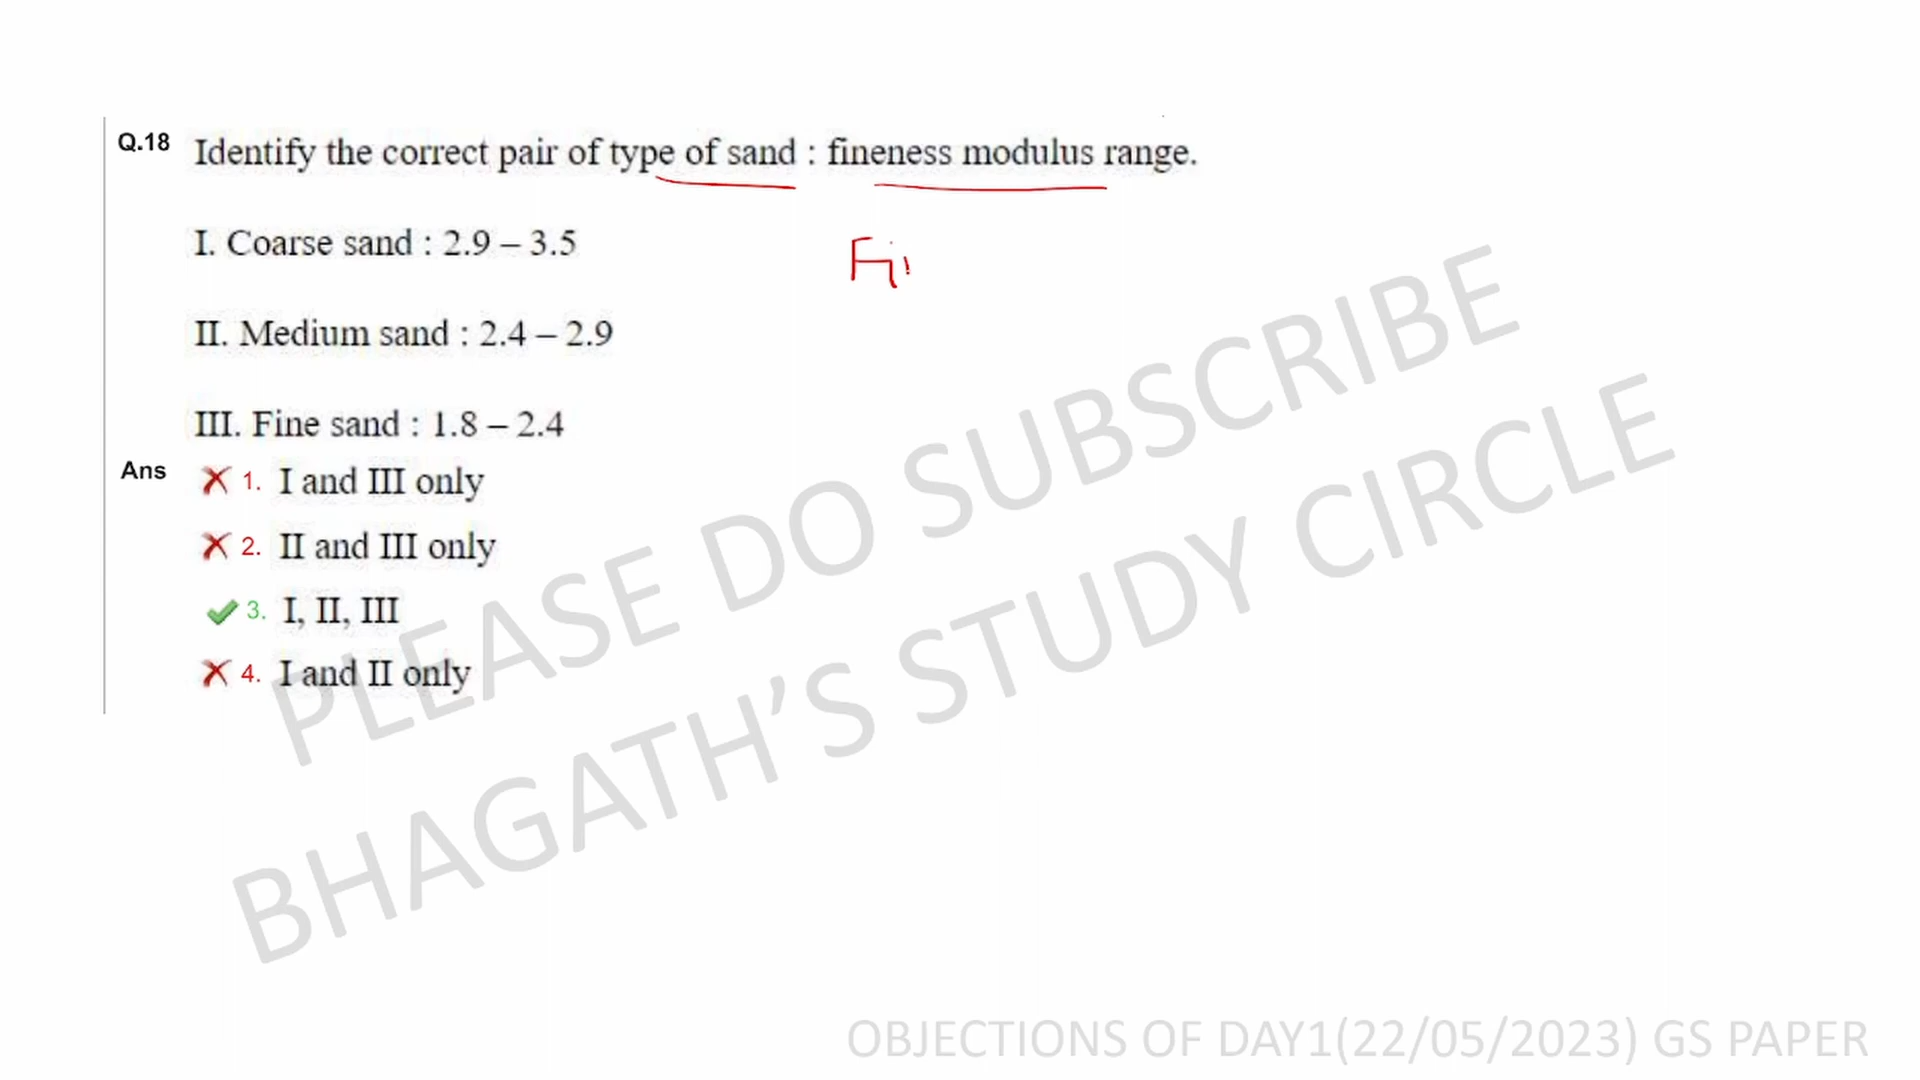 Q.18 Identify the correct pair of type of sand : fineness modulus range.
I. Coarse sand : 2.9 – 3.5
Fi
II. Medium sand : 2.4 – 2.9
III. Fine sand : 1.8 – 2.4
Ans
1. I and III only
2. II and III only
3. I, II, III
4. I and II only
PLEASE DO SUBSCRIBE
BHAGATH'S STUDY CIRCLE
OBJECTIONS OF DAY1(22/05/2023) GS PAPER